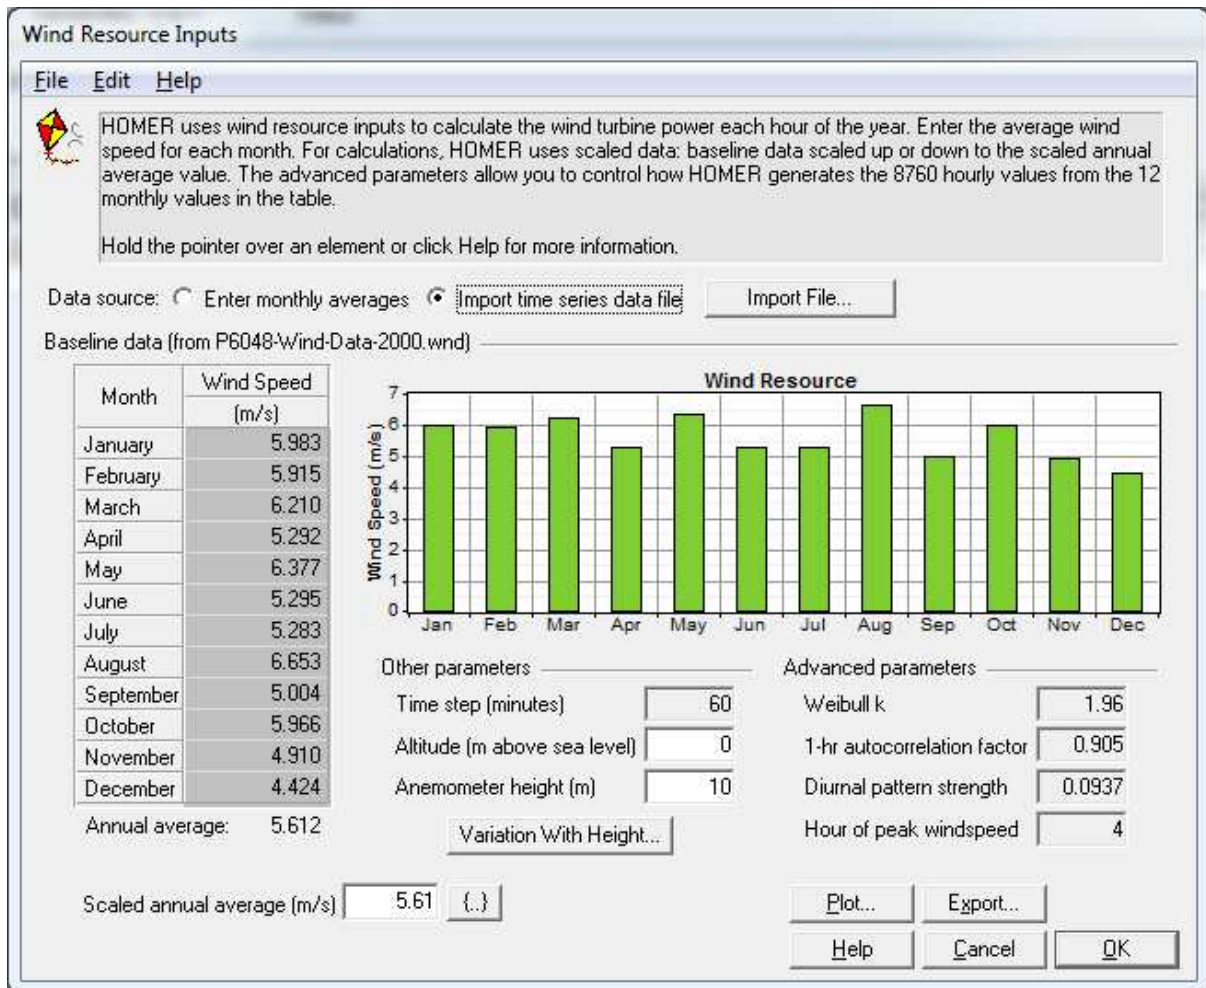 Wind Resource Inputs
File Edit Help
HOMER uses wind resource inputs to calculate the wind turbine power each hour of the year. Enter the average wind
speed for each month. For calculations, HOMER uses scaled data: baseline data scaled up or down to the scaled annual
average value. The advanced parameters allow you to control how HOMER generates the 8760 hourly values from the 12
monthly values in the table.
Hold the pointer over an element or click Help for more information.
Data source: Enter monthly averages Import time series data file Import File...
Baseline data (from P6048-Wind-Data-2000.wnd)
Month Wind Speed
(m/s)
January 5.983
February 5.915
March 6.210
April 5.292
May 6.377
June 5.295
July 5.283
August 6.653
September 5.004
October 5.966
November 4.910
December 4.424
Annual average: 5.612
Wind Resource
Wind Speed (m/s)
7
6
5
4
3
2
1
0
Jan Feb Mar Apr May Jun Jul Aug Sep Oct Nov Dec
Other parameters
Time step (minutes) 60
Altitude (m above sea level) 0
Anemometer height (m) 10
Variation With Height...
Advanced parameters
Weibull k 1.96
1-hr autocorrelation factor 0.905
Diurnal pattern strength 0.0937
Hour of peak windspeed 4
Scaled annual average (m/s) 5.61 {..}
Plot... Export...
Help Cancel OK